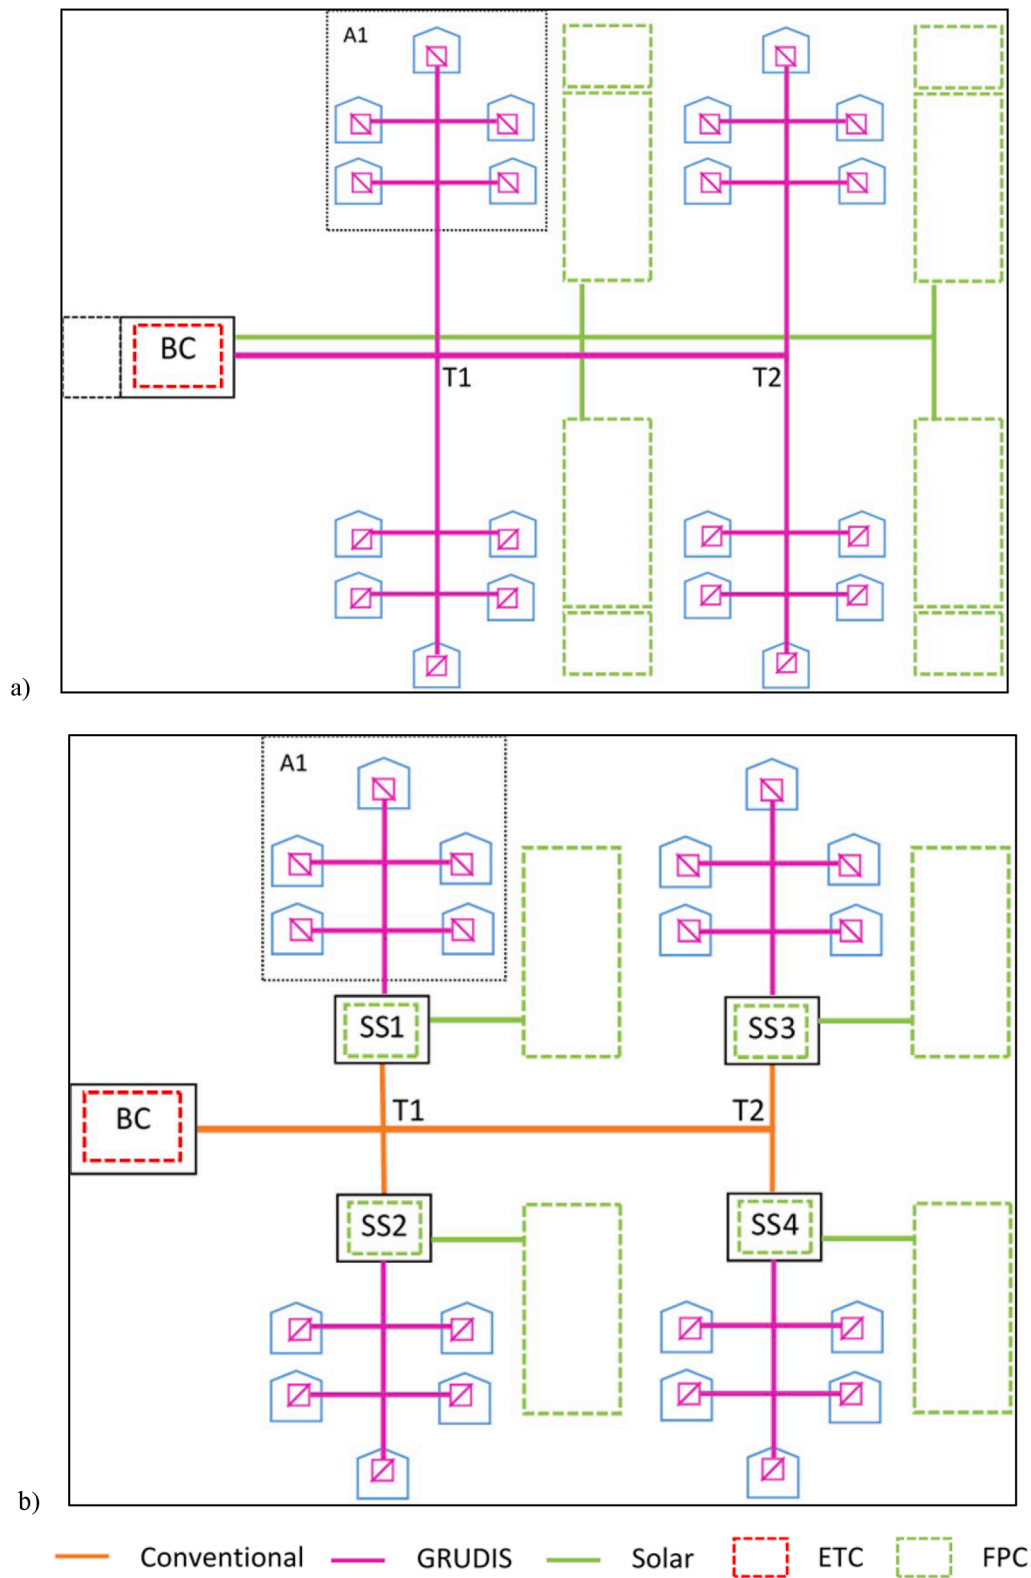 A1
BC
T1
T2
a)
A1
SS1
SS3
BC
T1
T2
SS2
SS4
b)
Conventional GRUDIS Solar ETC FPC